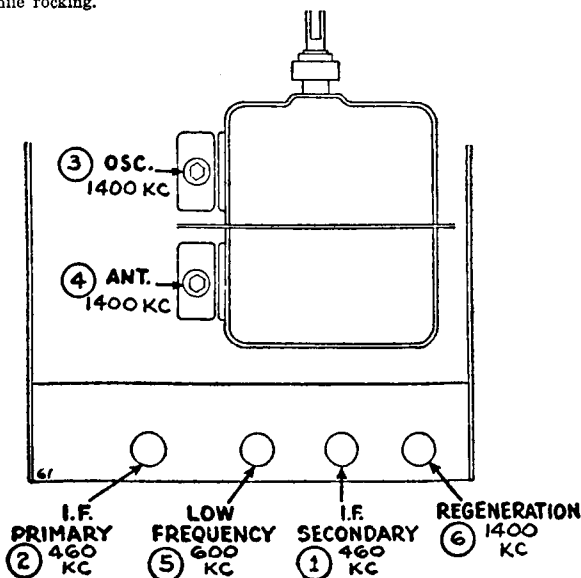 while rocking.
3 OSC.
1400 KC
4 ANT.
1400 KC
61
I.F.
PRIMARY
2 460
KC
LOW
FREQUENCY
5 600
KC
I.F.
SECONDARY
1 460
KC
REGENERATION
6 1400
KC